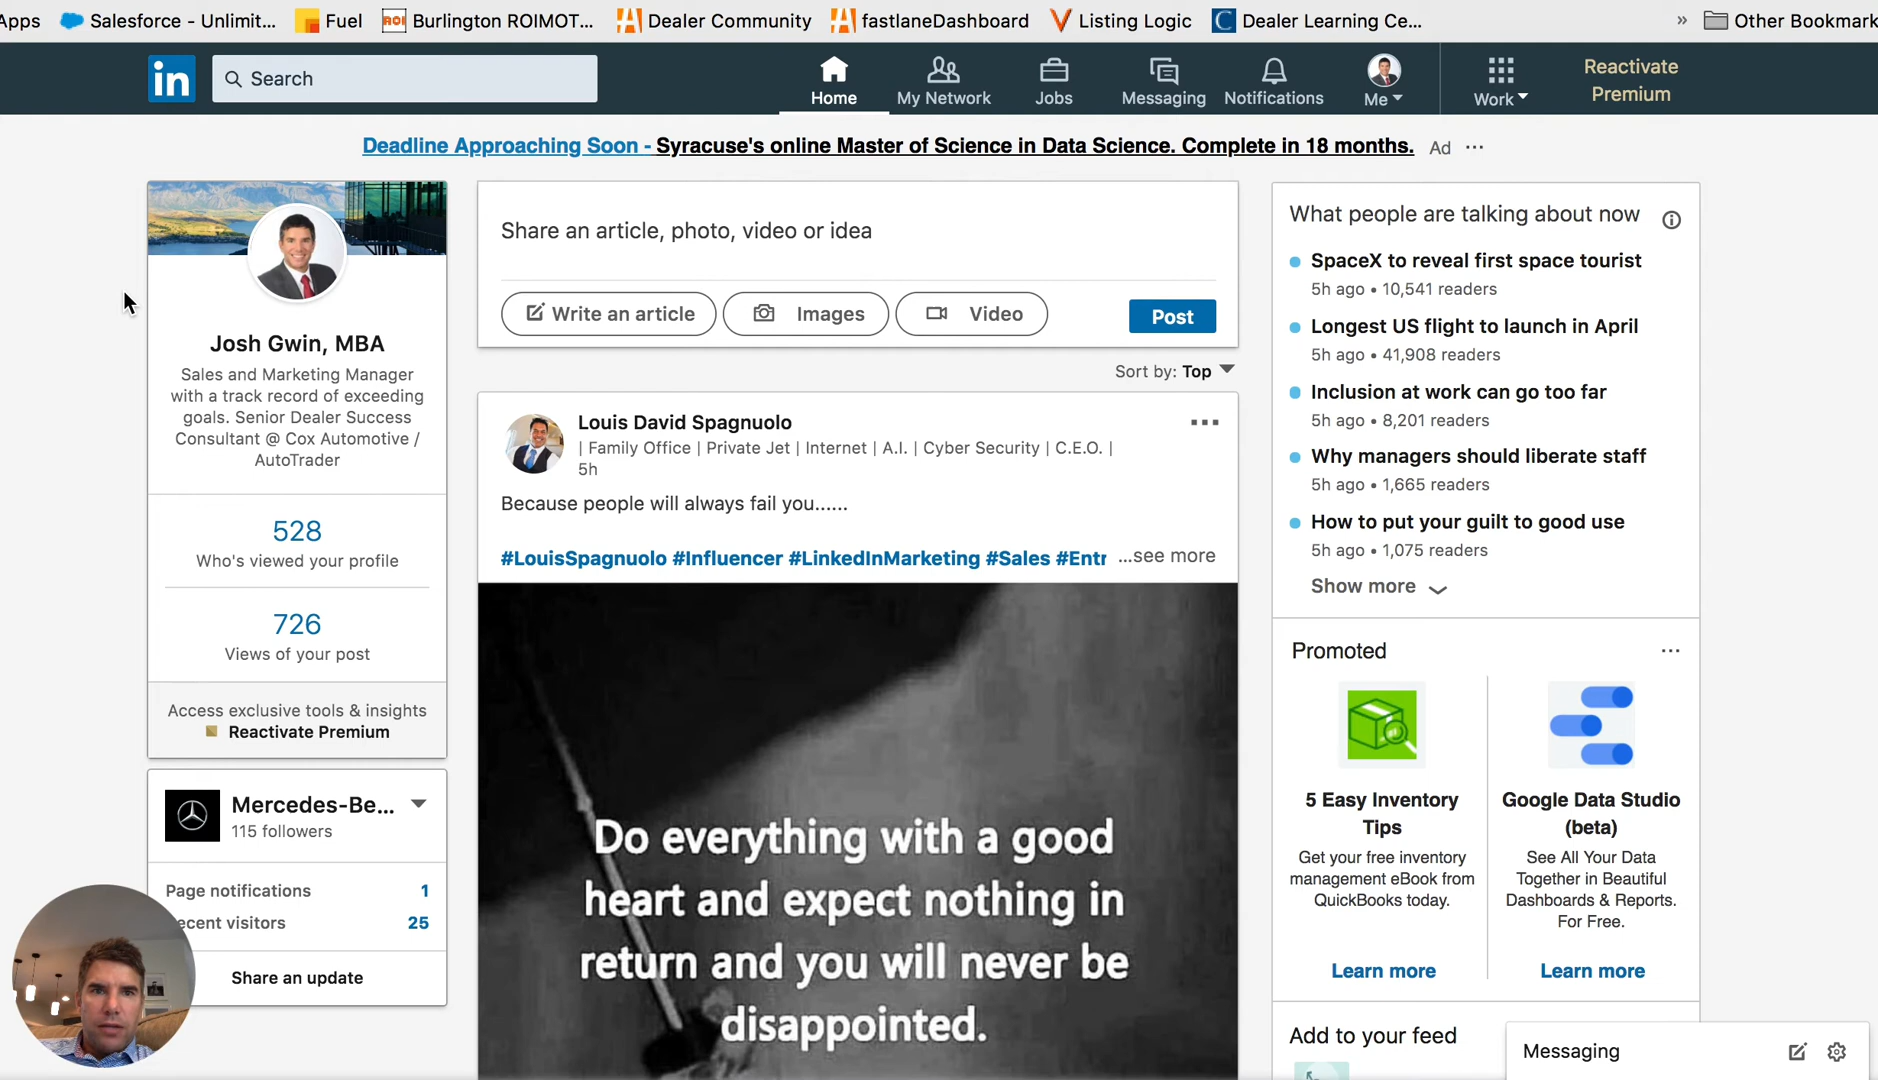 Apps
Salesforce - Unlimit...
Fuel
ROI
Burlington ROIMOT...
Dealer Community
fastlaneDashboard
Listing Logic
C
Dealer Learning Ce...
»
Other Bookmark
in
Search
Home
My Network
Jobs
Messaging
Notifications
Me
Work
Reactivate
Premium
Deadline Approaching Soon - Syracuse's online Master of Science in Data Science. Complete in 18 months. Ad ...
Josh Gwin, MBA
Sales and Marketing Manager
with a track record of exceeding
goals. Senior Dealer Success
Consultant @ Cox Automotive /
AutoTrader
528
Who's viewed your profile
726
Views of your post
Access exclusive tools & insights
Reactivate Premium
Mercedes-Be...
115 followers
Page notifications 1
ecent visitors 25
Share an update
Share an article, photo, video or idea
Write an article
Images
Video
Post
Sort by: Top
Louis David Spagnuolo
| Family Office | Private Jet | Internet | A.I. | Cyber Security | C.E.O. |
5h
Because people will always fail you......
#LouisSpagnuolo #Influencer #LinkedInMarketing #Sales #Entr ...see more
Do everything with a good
heart and expect nothing in
return and you will never be
disappointed.
What people are talking about now
SpaceX to reveal first space tourist
5h ago • 10,541 readers
Longest US flight to launch in April
5h ago • 41,908 readers
Inclusion at work can go too far
5h ago • 8,201 readers
Why managers should liberate staff
5h ago • 1,665 readers
How to put your guilt to good use
5h ago • 1,075 readers
Show more
Promoted
5 Easy Inventory
Tips
Get your free inventory
management eBook from
QuickBooks today.
Learn more
Google Data Studio
(beta)
See All Your Data
Together in Beautiful
Dashboards & Reports.
For Free.
Learn more
Add to your feed
Messaging